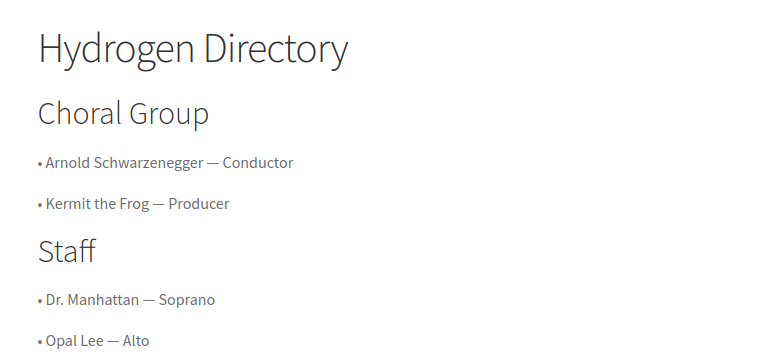 Hydrogen Directory
Choral Group
• Arnold Schwarzenegger — Conductor
• Kermit the Frog — Producer
Staff
• Dr. Manhattan — Soprano
• Opal Lee — Alto